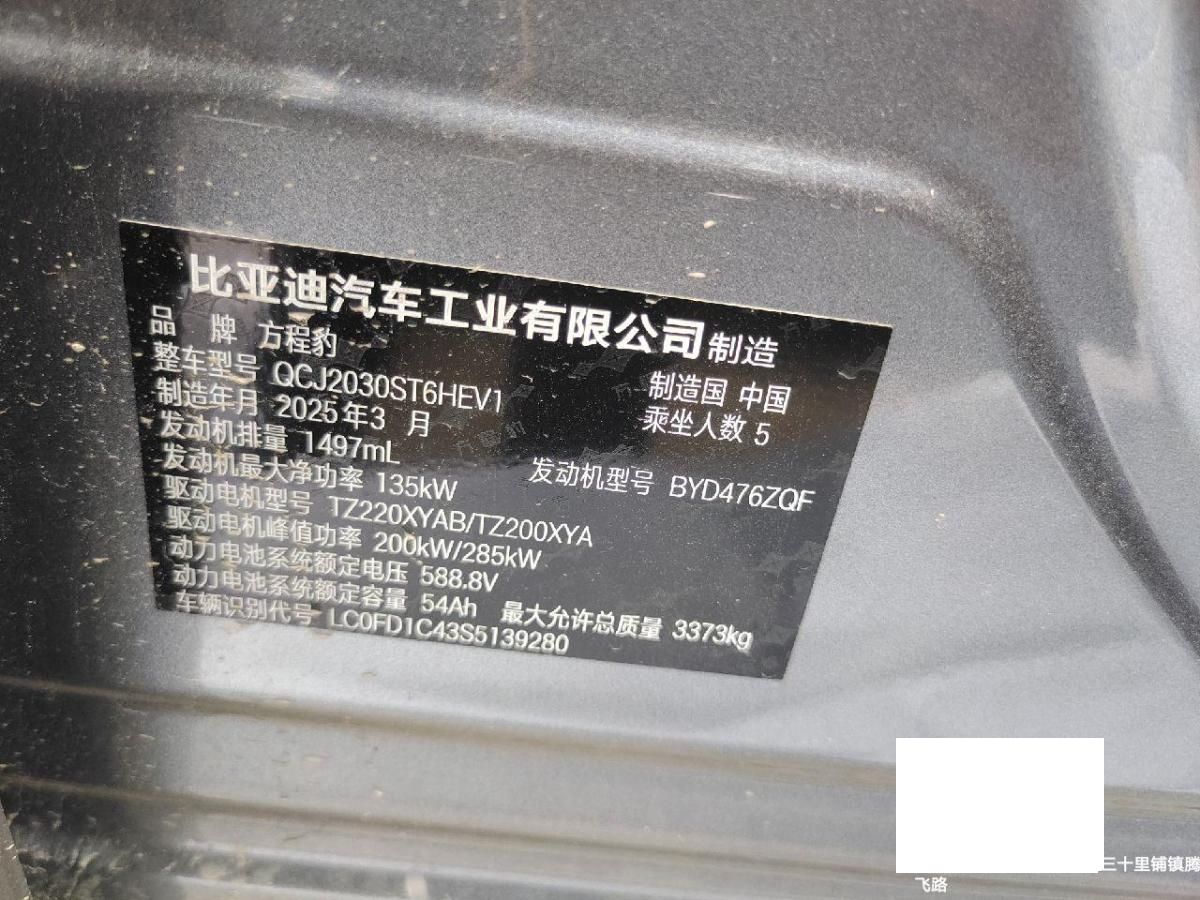 比亚迪汽车工业有限公司制造
品 牌 方程豹 制造国 中国
整车型号 QCJ2030ST6HEV1 乘坐人数 5
制造年月 2025年3 月
发动机排量 1497mL 发动机型号 BYD476ZQF
发动机最大净功率 135kW
驱动电机型号 TZ220XYAB/TZ200XYA
驱动电机峰值功率 200kW/285kW
动力电池系统额定电压 588.8V
动力电池系统额定容量 54Ah 最大允许总质量 3373kg
车辆识别代号 LC0FD1C43S5139280
三十里铺镇腾
飞路